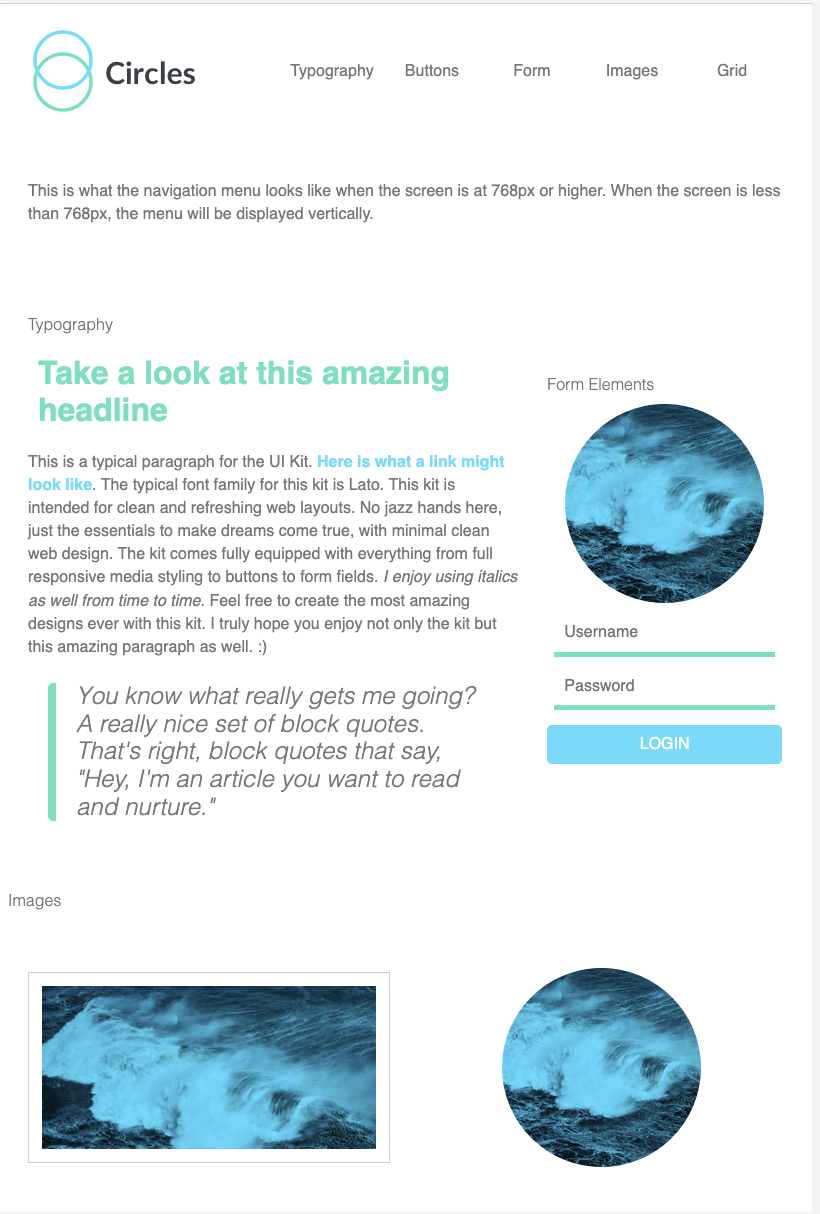 Circles
Typography Buttons Form Images Grid
This is what the navigation menu looks like when the screen is at 768px or higher. When the screen is less
than 768px, the menu will be displayed vertically.
Typography
Take a look at this amazing
headline
This is a typical paragraph for the UI Kit. Here is what a link might
look like. The typical font family for this kit is Lato. This kit is
intended for clean and refreshing web layouts. No jazz hands here,
just the essentials to make dreams come true, with minimal clean
web design. The kit comes fully equipped with everything from full
responsive media styling to buttons to form fields. I enjoy using italics
as well from time to time. Feel free to create the most amazing
designs ever with this kit. I truly hope you enjoy not only the kit but
this amazing paragraph as well. :)
You know what really gets me going?
A really nice set of block quotes.
That's right, block quotes that say,
"Hey, I'm an article you want to read
and nurture."
Form Elements
Username
Password
LOGIN
Images